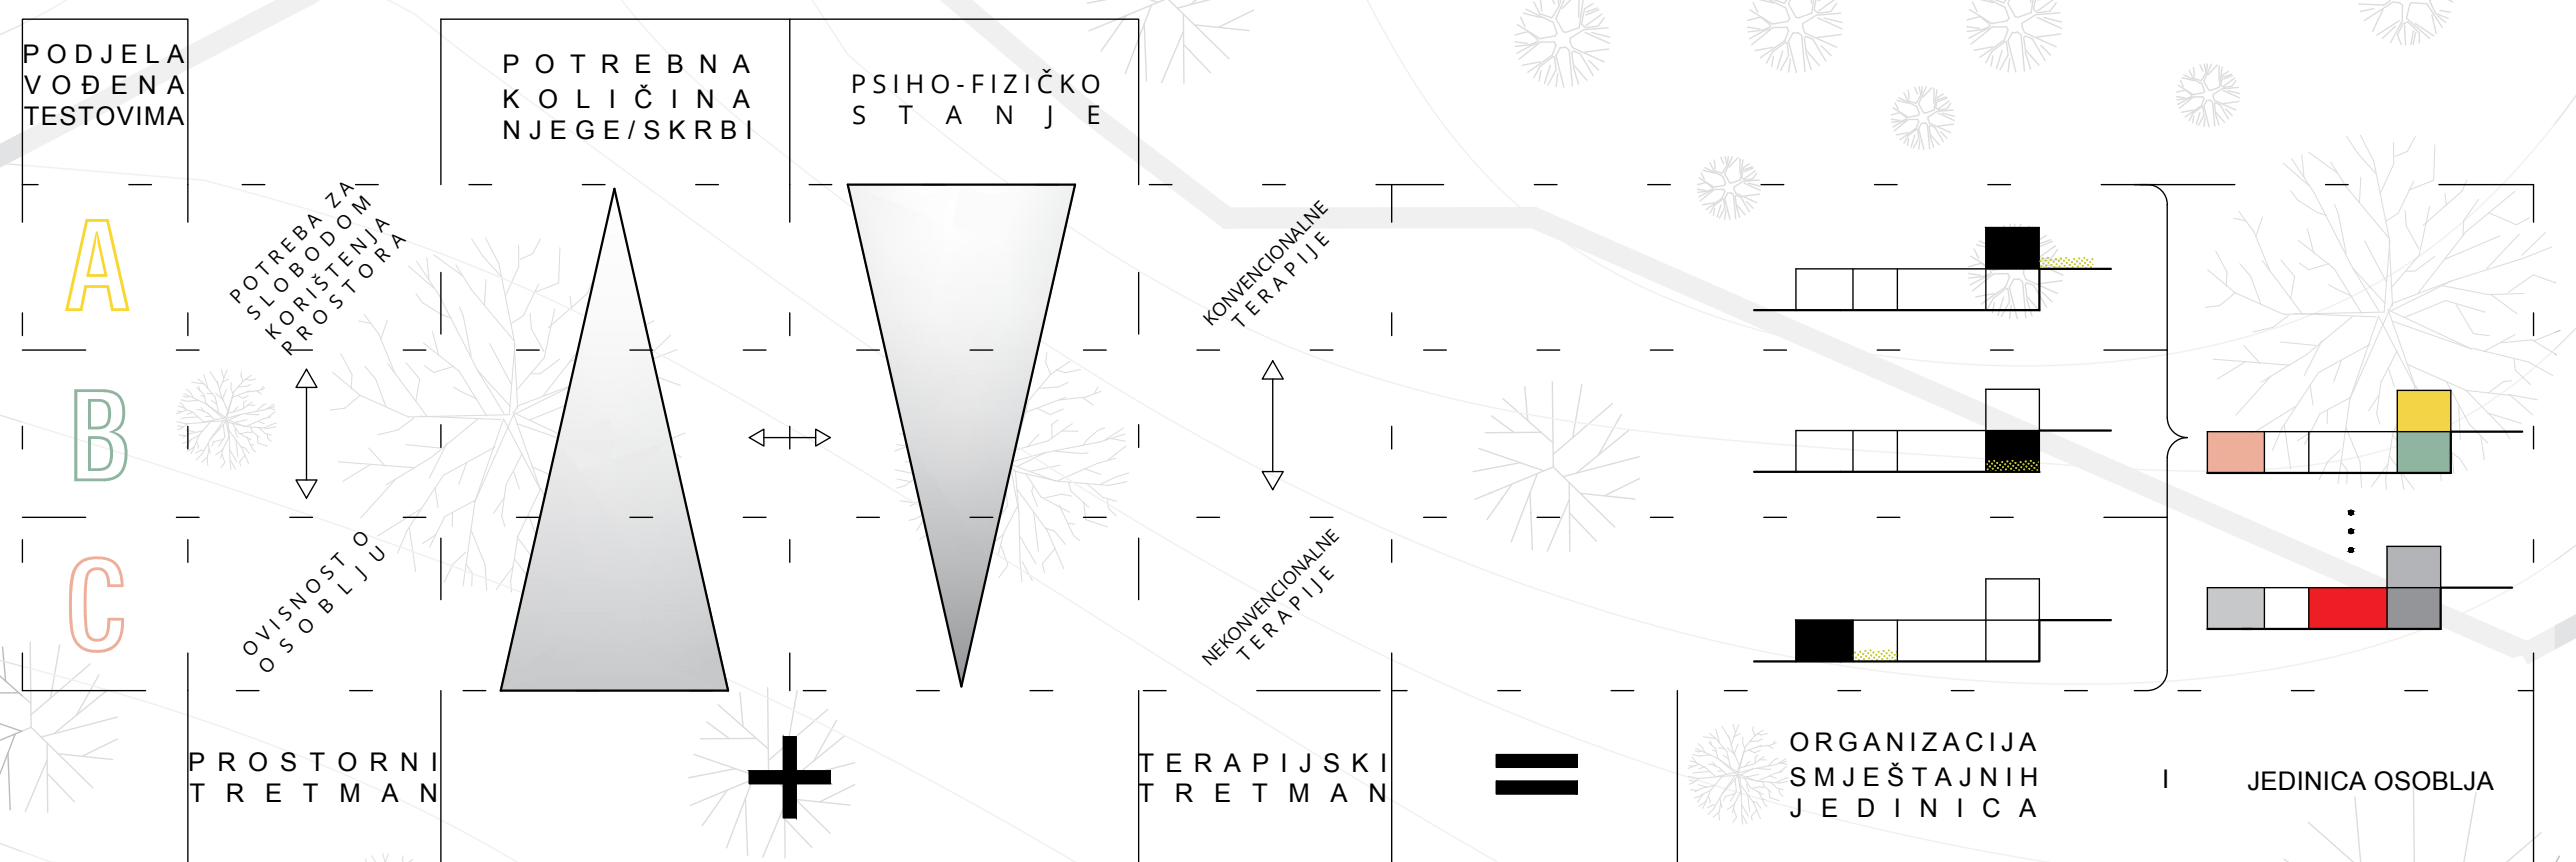 PODJELA
VOĐENA
TESTOVIMA
POTREBNA
KOLIČINA
NJEGE/SKRBI
PSIHO-FIZIČKO
STANJE
A
POTREBA ZA
SLOBODOM
KORIŠTENJA
PROSTORA
KONVENCIONALNE
TERAPIJE
B
C
OVISNOST O
OSOBLJU
NEKONVENCIONALNE
TERAPIJE
PROSTORNI
TRETMAN
+
TERAPIJSKI
TRETMAN
=
ORGANIZACIJA
SMJEŠTAJNIH
JEDINICA
I
JEDINICA OSOBLJA